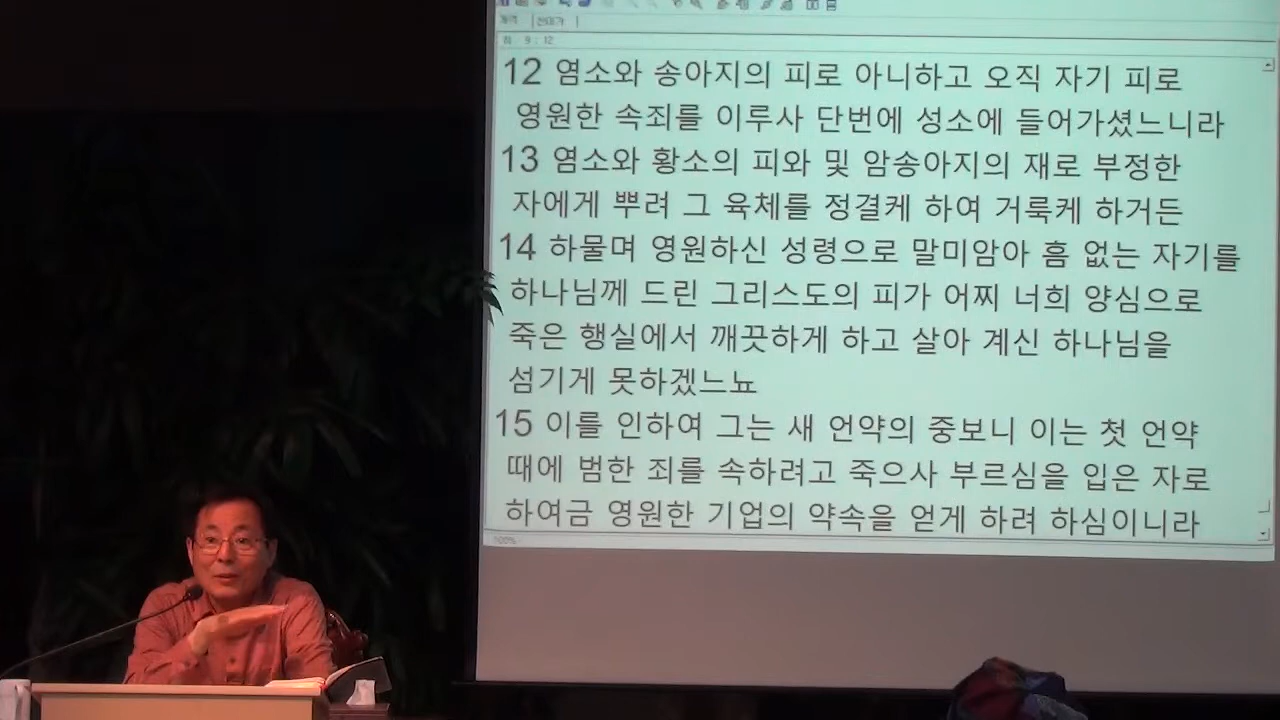 개역
히 9 : 12
12 염소와 송아지의 피로 아니하고 오직 자기 피로
영원한 속죄를 이루사 단번에 성소에 들어가셨느니라
13 염소와 황소의 피와 및 암송아지의 재로 부정한
자에게 뿌려 그 육체를 정결케 하여 거룩케 하거든
14 하물며 영원하신 성령으로 말미암아 흠 없는 자기를
하나님께 드린 그리스도의 피가 어찌 너희 양심으로
죽은 행실에서 깨끗하게 하고 살아 계신 하나님을
섬기게 못하겠느뇨
15 이를 인하여 그는 새 언약의 중보니 이는 첫 언약
때에 범한 죄를 속하려고 죽으사 부르심을 입은 자로
하여금 영원한 기업의 약속을 얻게 하려 하심이니라
100%